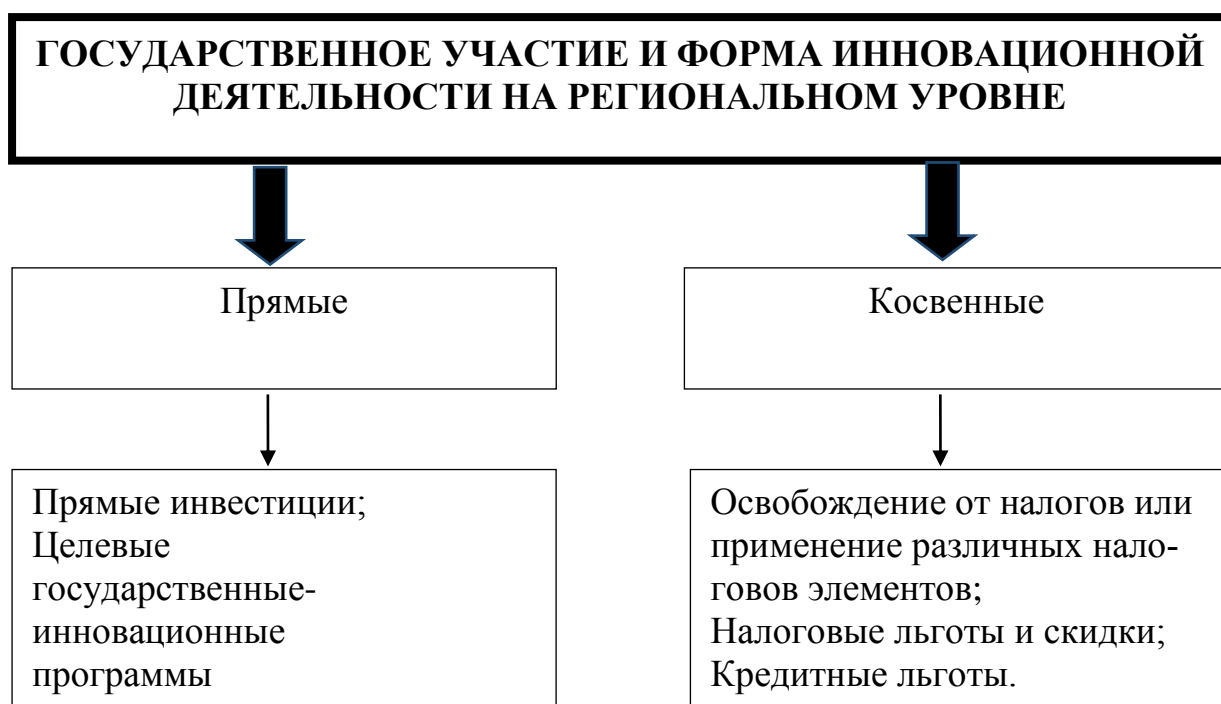 ГОСУДАРСТВЕННОЕ УЧАСТИЕ И ФОРМА ИННОВАЦИОННОЙ
ДЕЯТЕЛЬНОСТИ НА РЕГИОНАЛЬНОМ УРОВНЕ
Прямые
Косвенные
Прямые инвестиции;
Целевые
государственные-
инновационные
программы
Освобождение от налогов или
применение различных нало-
говов элементов;
Налоговые льготы и скидки;
Кредитные льготы.